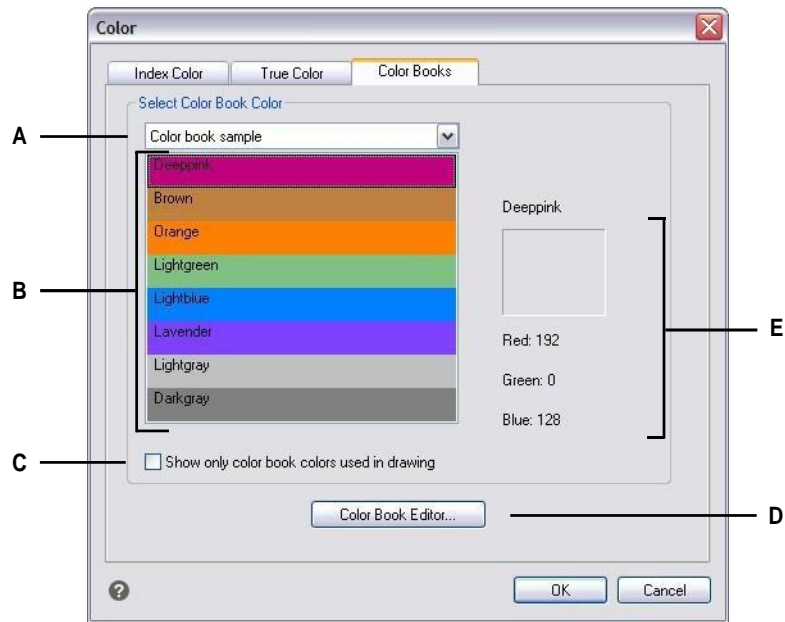 Color
Index Color True Color Color Books
Select Color Book Color
A
Color book sample
Deeppink
Brown
Orange
Lightgreen
Lightblue
Lavender
Lightgray
Darkgray
B
Deeppink
Red: 192
Green: 0
Blue: 128
E
C
Show only color book colors used in drawing
Color Book Editor...
D
?
OK Cancel